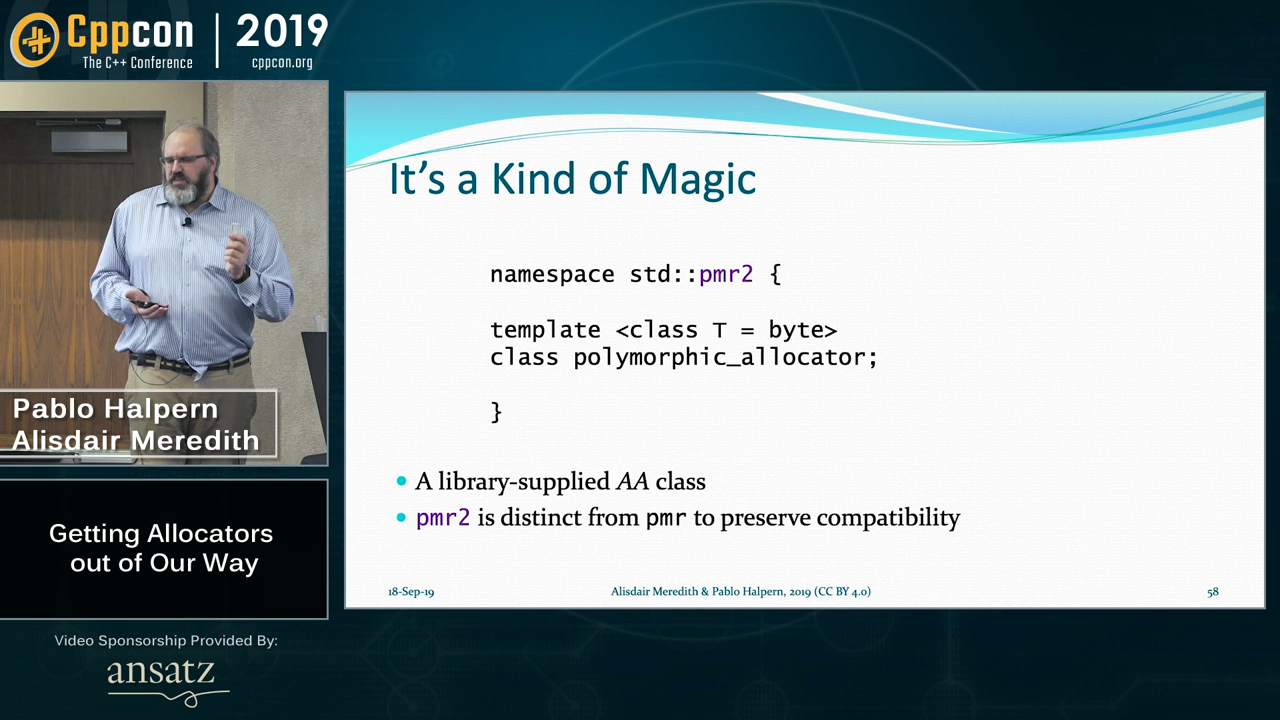 Cppcon | 2019
The C++ Conference
cppcon.org
Pablo Halpern
Alisdair Meredith
Getting Allocators
out of Our Way
Video Sponsorship Provided By:
ansatz
It's a Kind of Magic
namespace std::pmr2 {
template <class T = byte>
class polymorphic_allocator;
}
• A library-supplied AA class
• pmr2 is distinct from pmr to preserve compatibility
18-Sep-19
Alisdair Meredith & Pablo Halpern, 2019 (CC BY 4.0)
58